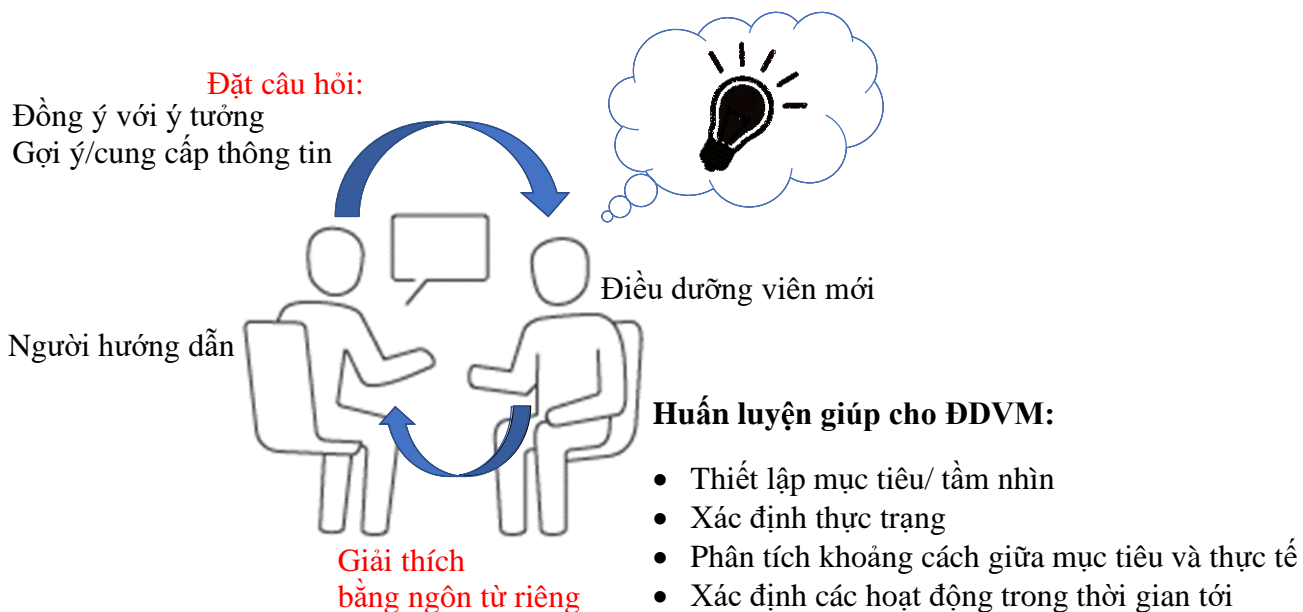 Đặt câu hỏi:
Đồng ý với ý tưởng
Gợi ý/cung cấp thông tin
Điều dưỡng viên mới
Người hướng dẫn
Huấn luyện giúp cho ĐDVM:
• Thiết lập mục tiêu/ tầm nhìn
• Xác định thực trạng
• Phân tích khoảng cách giữa mục tiêu và thực tế
• Xác định các hoạt động trong thời gian tới
Giải thích
bằng ngôn từ riêng